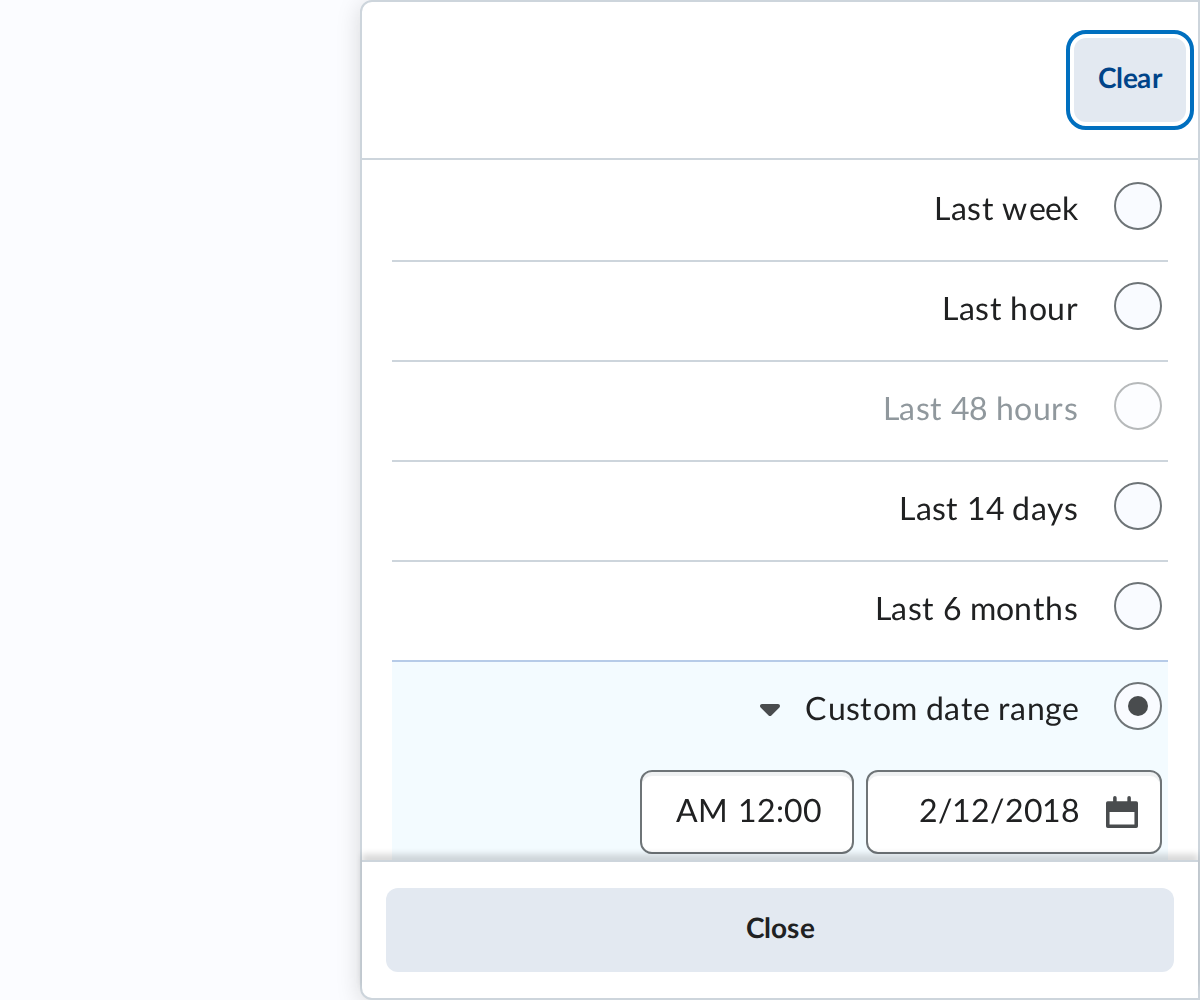 Clear
Last week
Last hour
Last 48 hours
Last 14 days
Last 6 months
Custom date range
AM 12:00 2/12/2018
Close